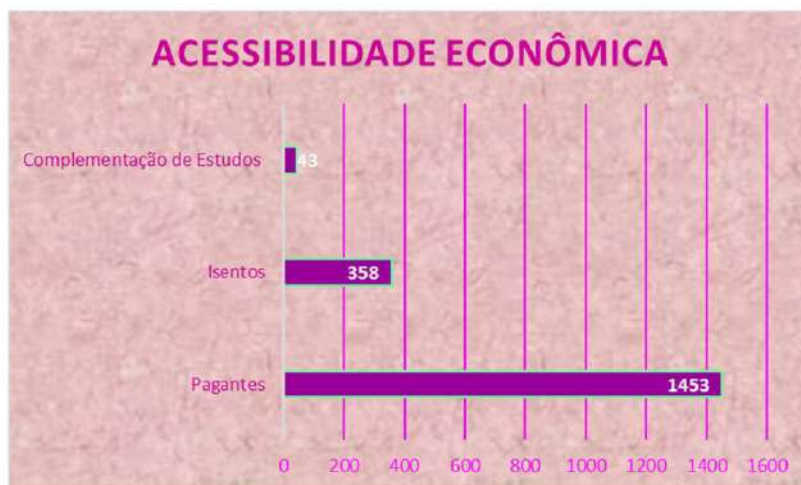 ACESSIBILIDADE ECONÔMICA
Complementação de Estudos 43
Isentos 358
Pagantes 1453
0 200 400 600 800 1000 1200 1400 1600